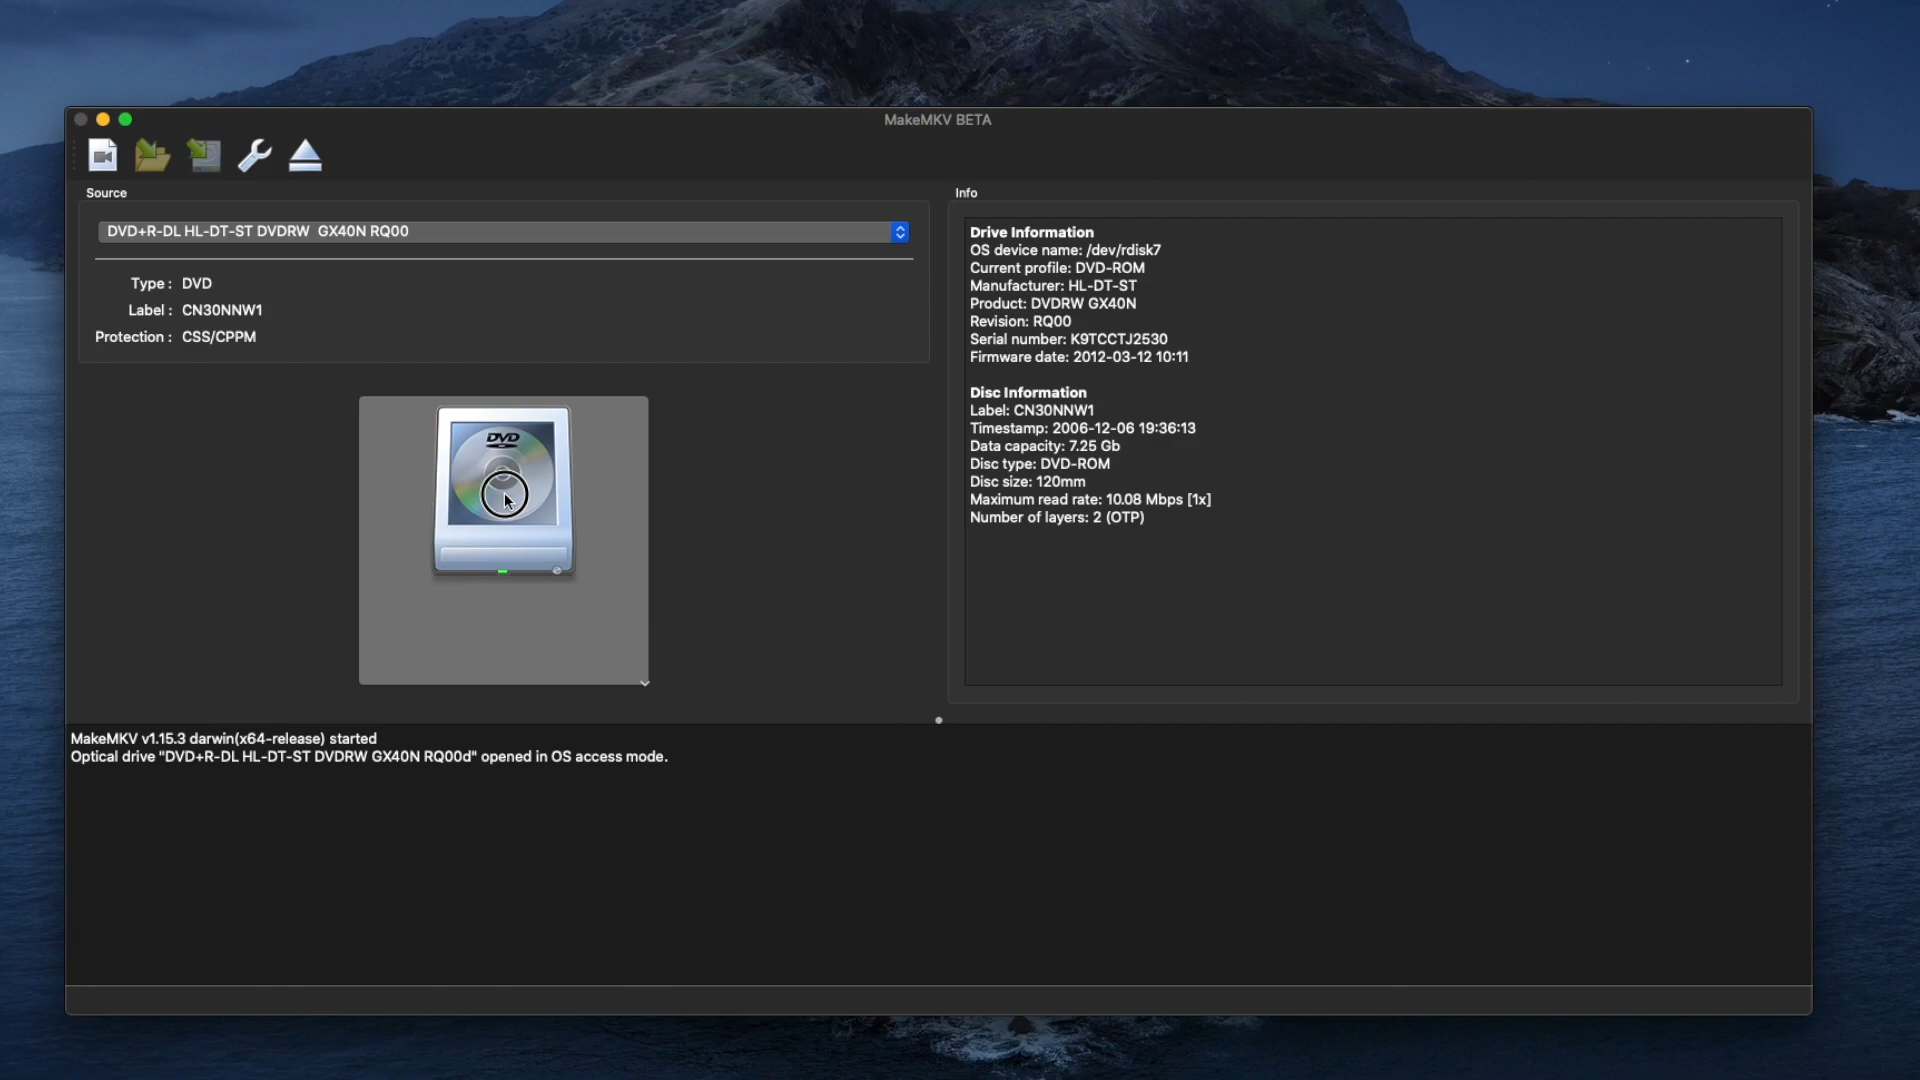 MakeMKV BETA
Source
DVD+R-DL HL-DT-ST DVDRW  GX40N RQ00
Type : DVD
Label : CN30NNW1
Protection : CSS/CPPM
DVD
Info
Drive Information
OS device name: /dev/rdisk7
Current profile: DVD-ROM
Manufacturer: HL-DT-ST
Product: DVDRW GX40N
Revision: RQ00
Serial number: K9TCCTJ2530
Firmware date: 2012-03-12 10:11
Disc Information
Label: CN30NNW1
Timestamp: 2006-12-06 19:36:13
Data capacity: 7.25 Gb
Disc type: DVD-ROM
Disc size: 120mm
Maximum read rate: 10.08 Mbps [1x]
Number of layers: 2 (OTP)
MakeMKV v1.15.3 darwin(x64-release) started
Optical drive "DVD+R-DL HL-DT-ST DVDRW GX40N RQ00d" opened in OS access mode.